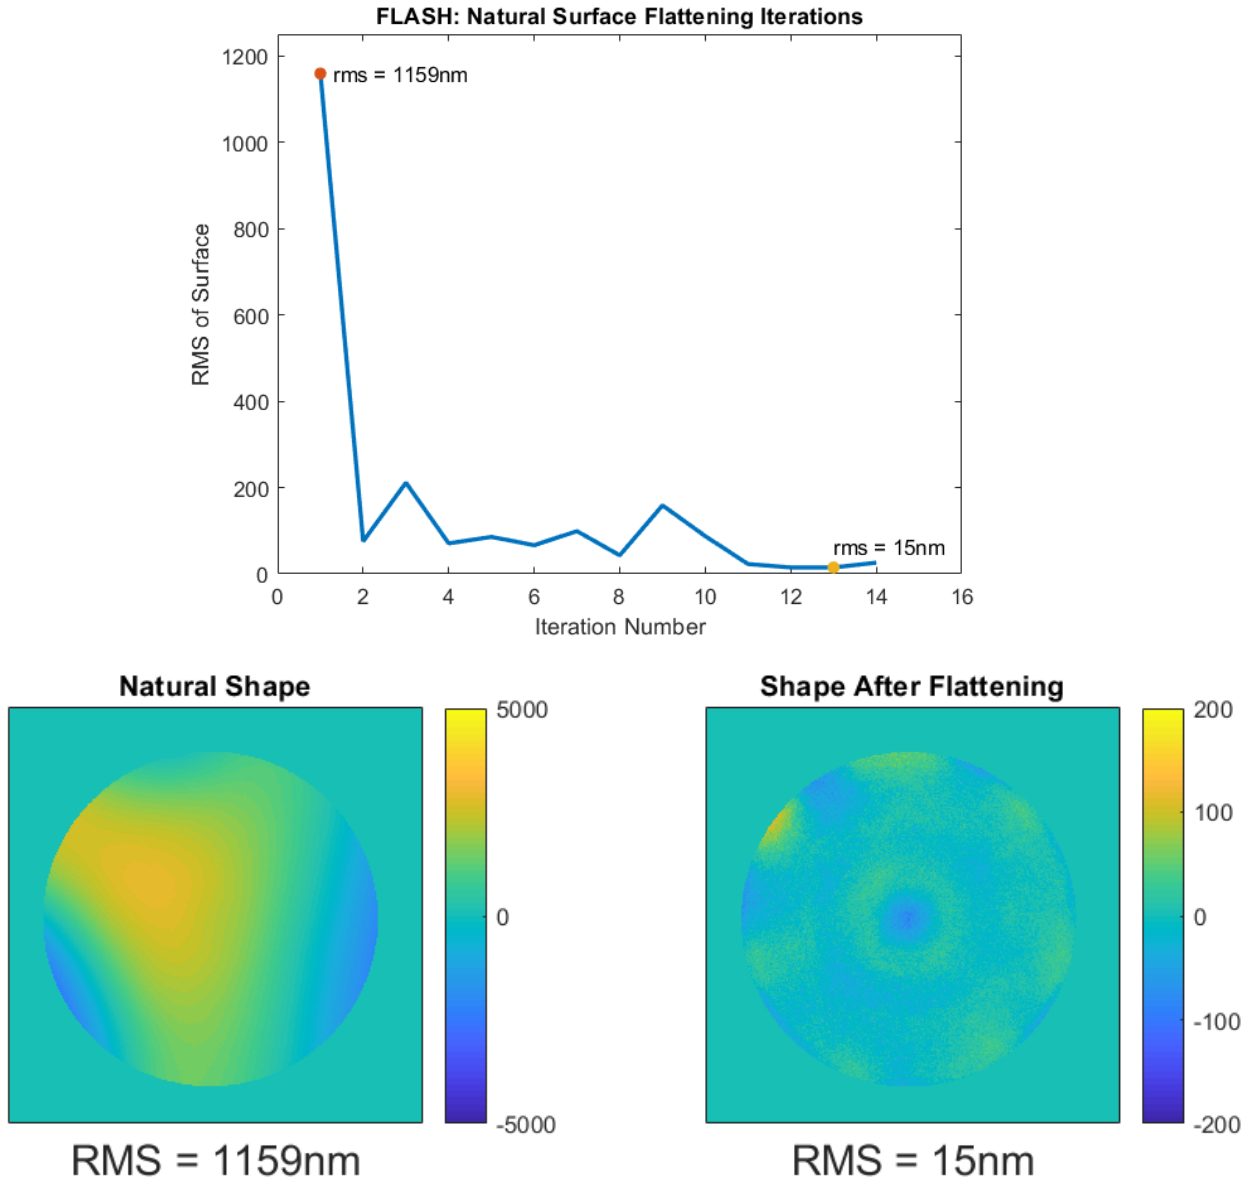 FLASH: Natural Surface Flattening Iterations
1200
1000
800
600
400
200
0
RMS of Surface
rms = 1159nm
rms = 15nm
0 2 4 6 8 10 12 14 16
Iteration Number
Natural Shape
5000
0
-5000
RMS = 1159nm
Shape After Flattening
200
100
0
-100
-200
RMS = 15nm